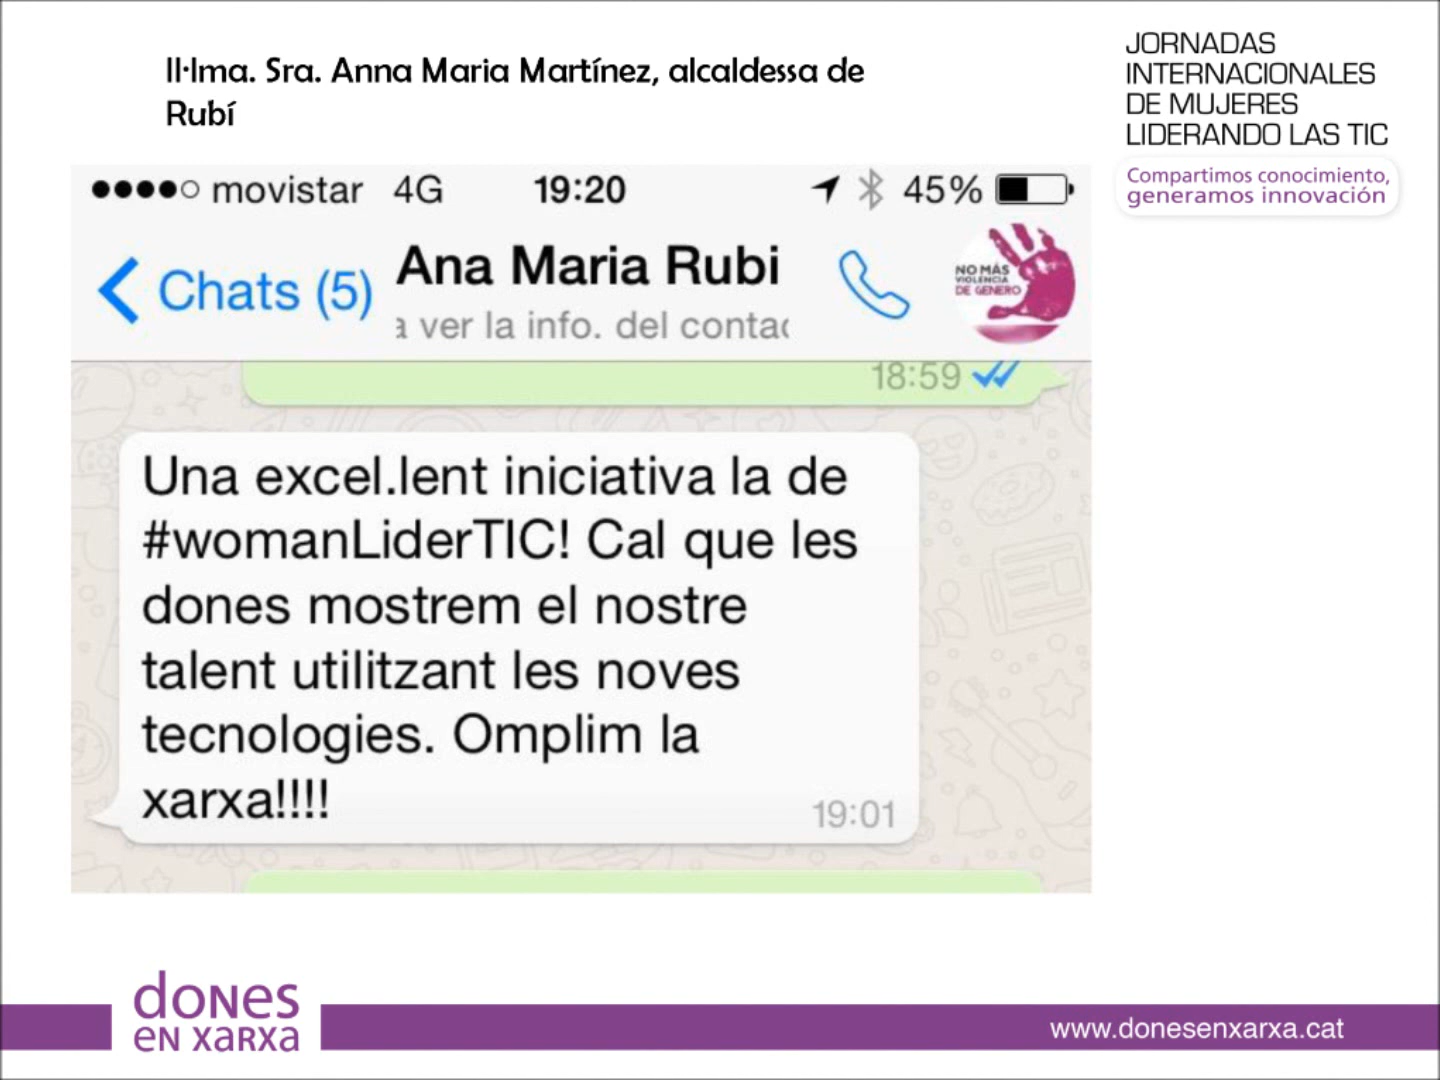 Il·lma. Sra. Anna Maria Martínez, alcaldessa de
Rubí
JORNADAS
INTERNACIONALES
DE MUJERES
LIDERANDO LAS TIC
Compartimos conocimiento,
generamos innovación
movistar 4G 19:20 45%
Chats (5)
Ana Maria Rubi
a ver la info. del contac
NO MÁS
VIOLENCIA
DE GENERO
18:59
Una excel.lent iniciativa la de
#womanLiderTIC! Cal que les
dones mostrem el nostre
talent utilitzant les noves
tecnologies. Omplim la
xarxa!!!!
19:01
dones
en xarxa
www.donesenxarxa.cat